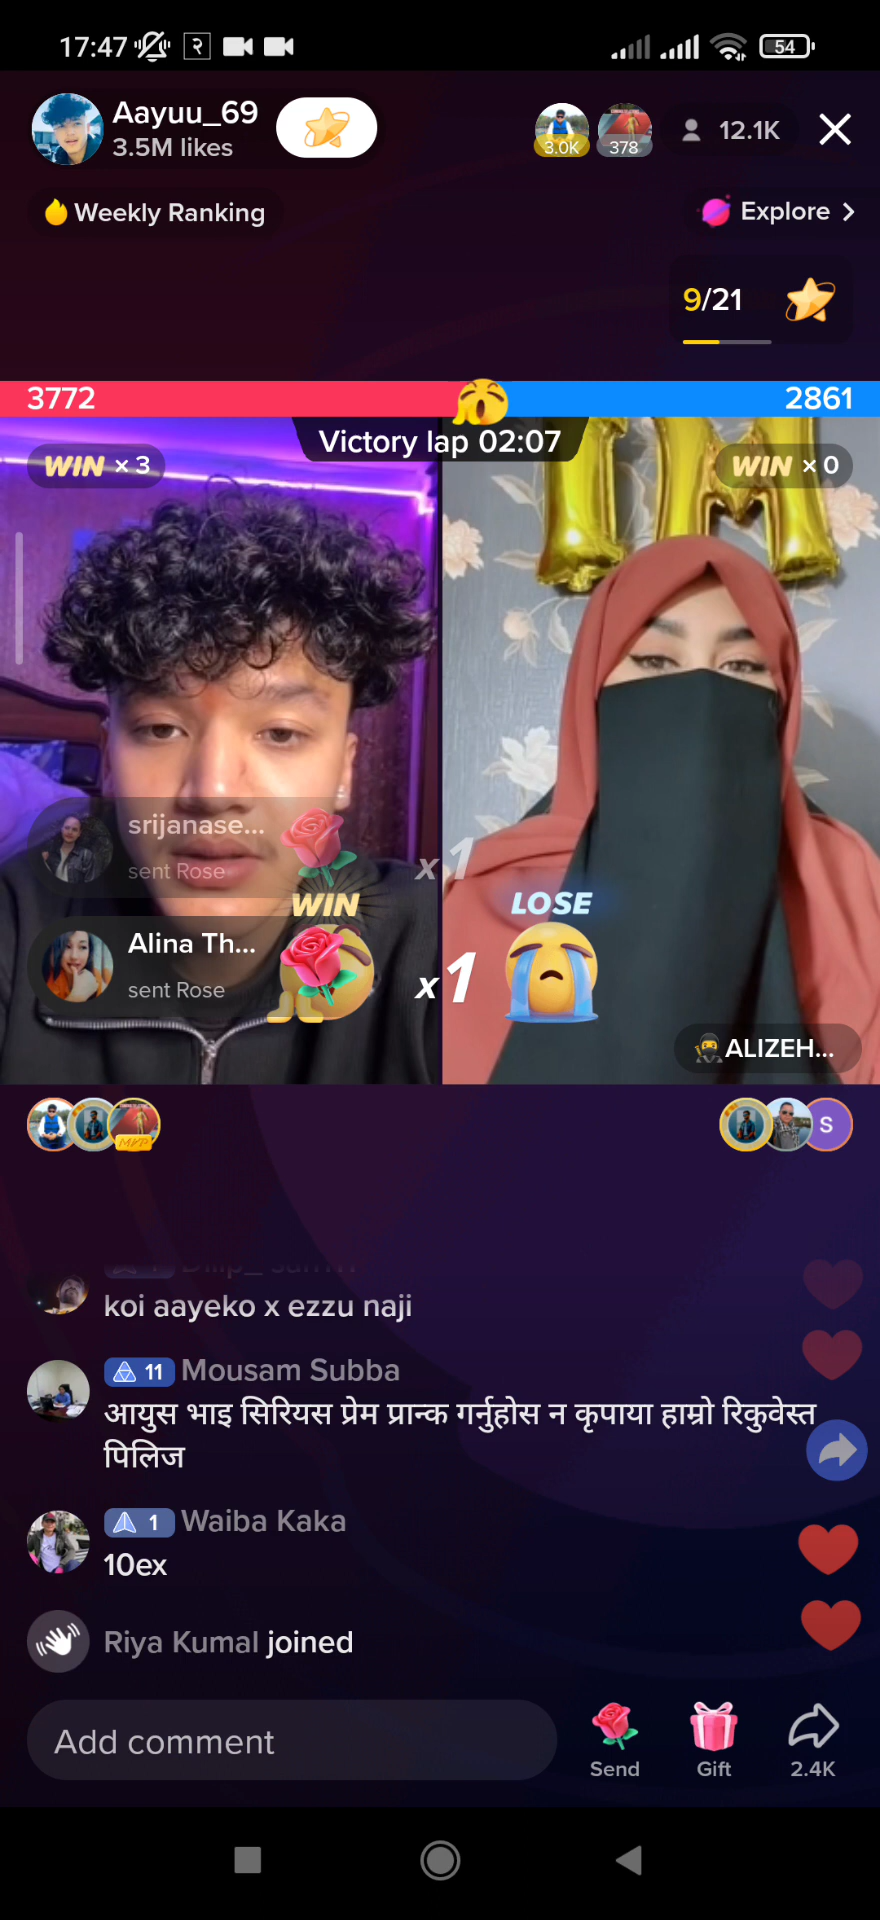 17:47
२
54
Aayuu_69
3.5M likes
3.0K
378
12.1K
Weekly Ranking
Explore
9/21
3772
2861
Victory lap 02:07
WIN × 3
WIN × 0
srijanase...
sent Rose
x1
WIN
LOSE
Alina Th...
sent Rose
x1
ALIZEH...
MVP
S
koi aayeko x ezzu naji
11 Mousam Subba
आयुस भाइ सिरियस प्रेम प्रान्क गर्नुहोस न कृपाया हाम्रो रिकुवेस्त
पिलिज
1 Waiba Kaka
10ex
Riya Kumal joined
Add comment
Send
Gift
2.4K